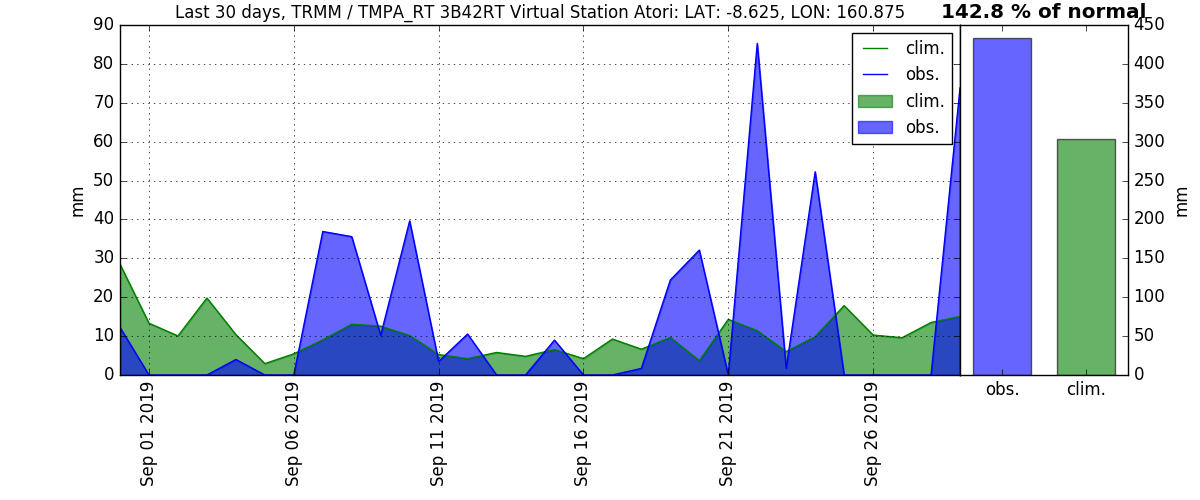 Last 30 days, TRMM / TMPA_RT 3B42RT Virtual Station Atori: LAT: -8.625, LON: 160.875
142.8 % of normal
90
80
70
60
50
40
30
20
10
0
mm
clim.
obs.
clim.
obs.
Sep 01 2019
Sep 06 2019
Sep 11 2019
Sep 16 2019
Sep 21 2019
Sep 26 2019
450
400
350
300
250
200
150
100
50
0
mm
obs.
clim.